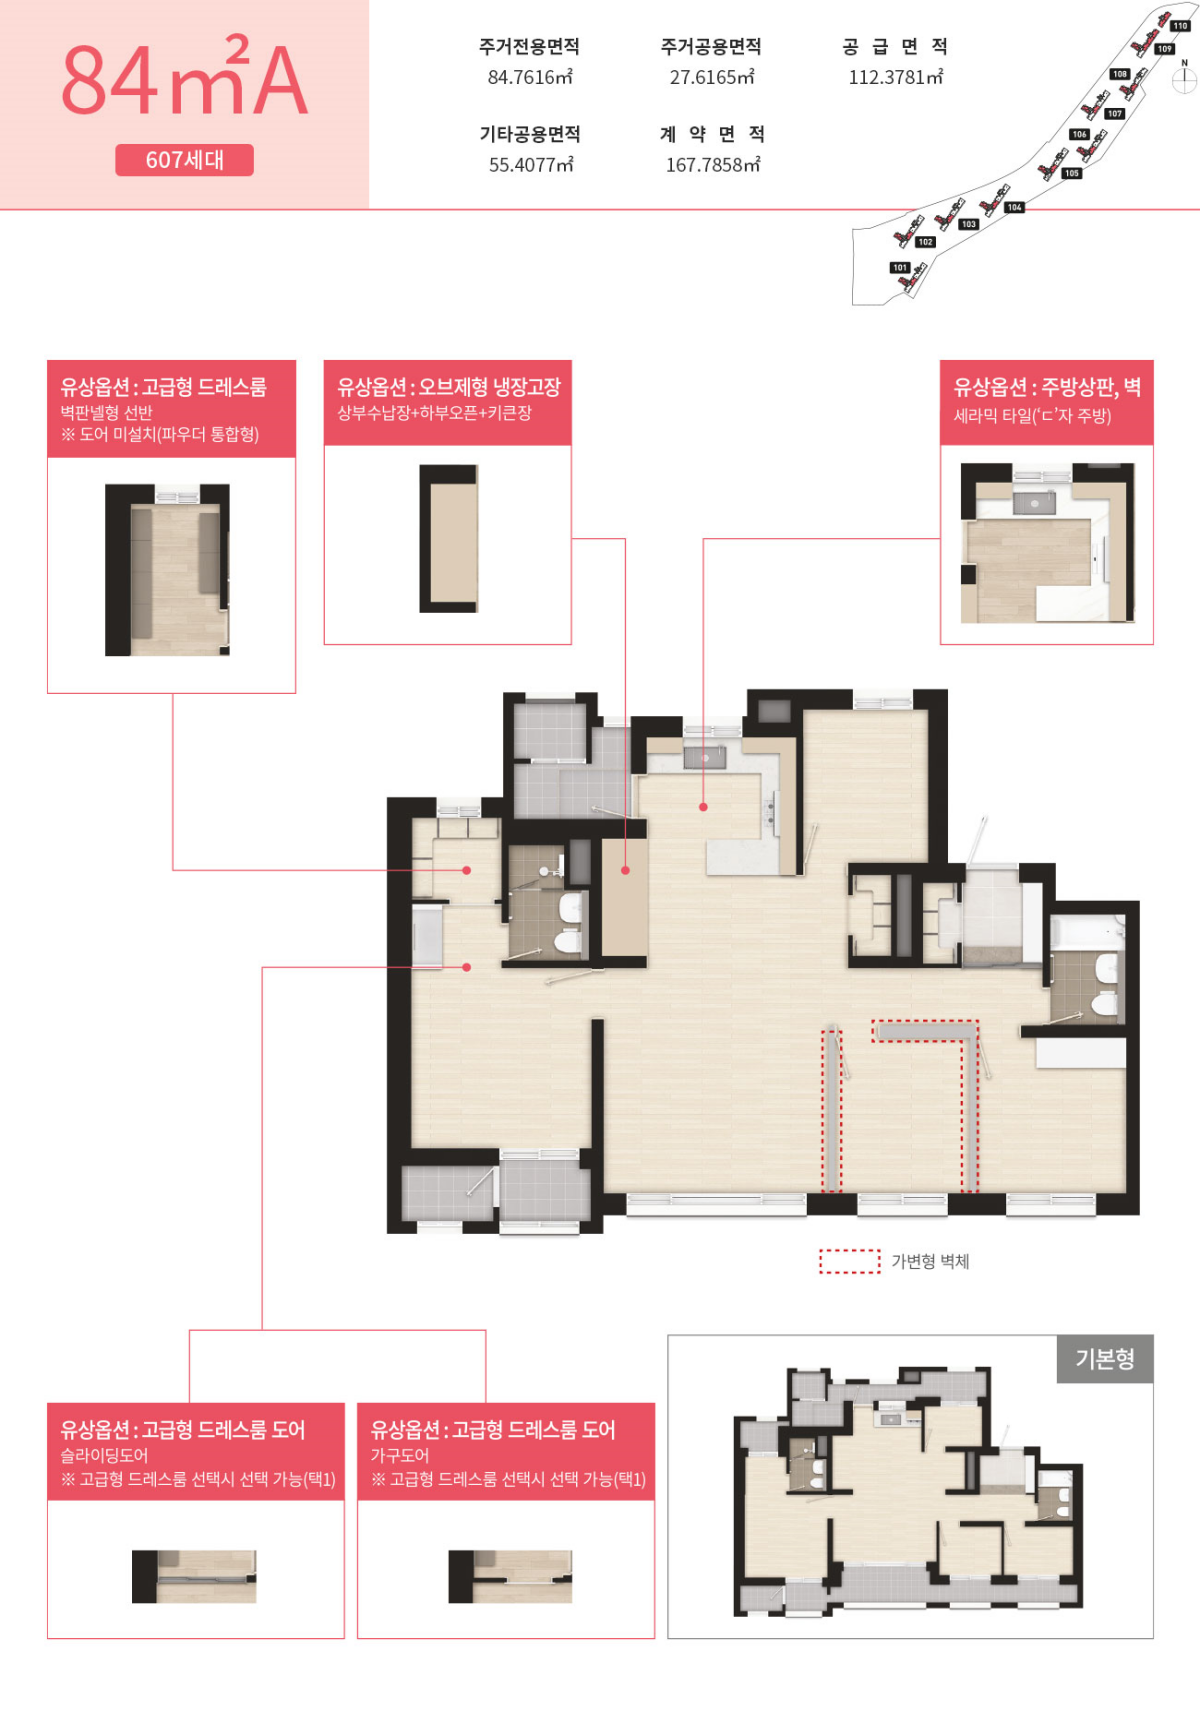 84㎡A
607세대
주거전용면적
84.7616㎡
주거공용면적
27.6165㎡
공 급 면 적
112.3781㎡
기타공용면적
55.4077㎡
계 약 면 적
167.7858㎡
110
109
N
108
107
106
105
104
103
102
101
유상옵션 : 고급형 드레스룸
벽판넬형 선반
※ 도어 미설치(파우더 통합형)
유상옵션 : 오브제형 냉장고장
상부수납장+하부오픈+키큰장
유상옵션 : 주방상판, 벽
세라믹 타일(‘ㄷ’자 주방)
가변형 벽체
유상옵션 : 고급형 드레스룸 도어
슬라이딩도어
※ 고급형 드레스룸 선택시 선택 가능(택1)
유상옵션 : 고급형 드레스룸 도어
가구도어
※ 고급형 드레스룸 선택시 선택 가능(택1)
기본형